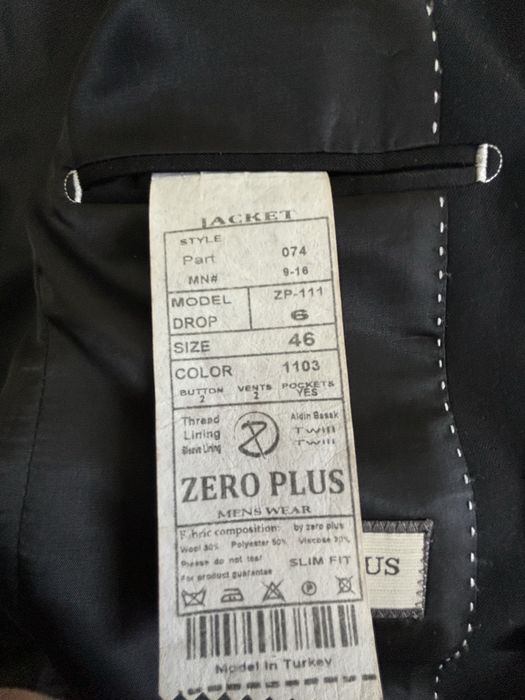 JACKET
STYLE
Part 074
MN# 9-16
MODEL ZP-111
DROP 6
SIZE 46
COLOR 1103
BUTTON VENTS POCKETS
2 2 YES
Thread Aldin Basak
Lining Twill
Sleeve Lining Twill
ZERO PLUS
MENS WEAR
Fabric composition: by zero plus
Wool 30% Polyester 50% Viscose 20%
Please do not tear
For product guarantee SLIM FIT
US
Model in Turkey